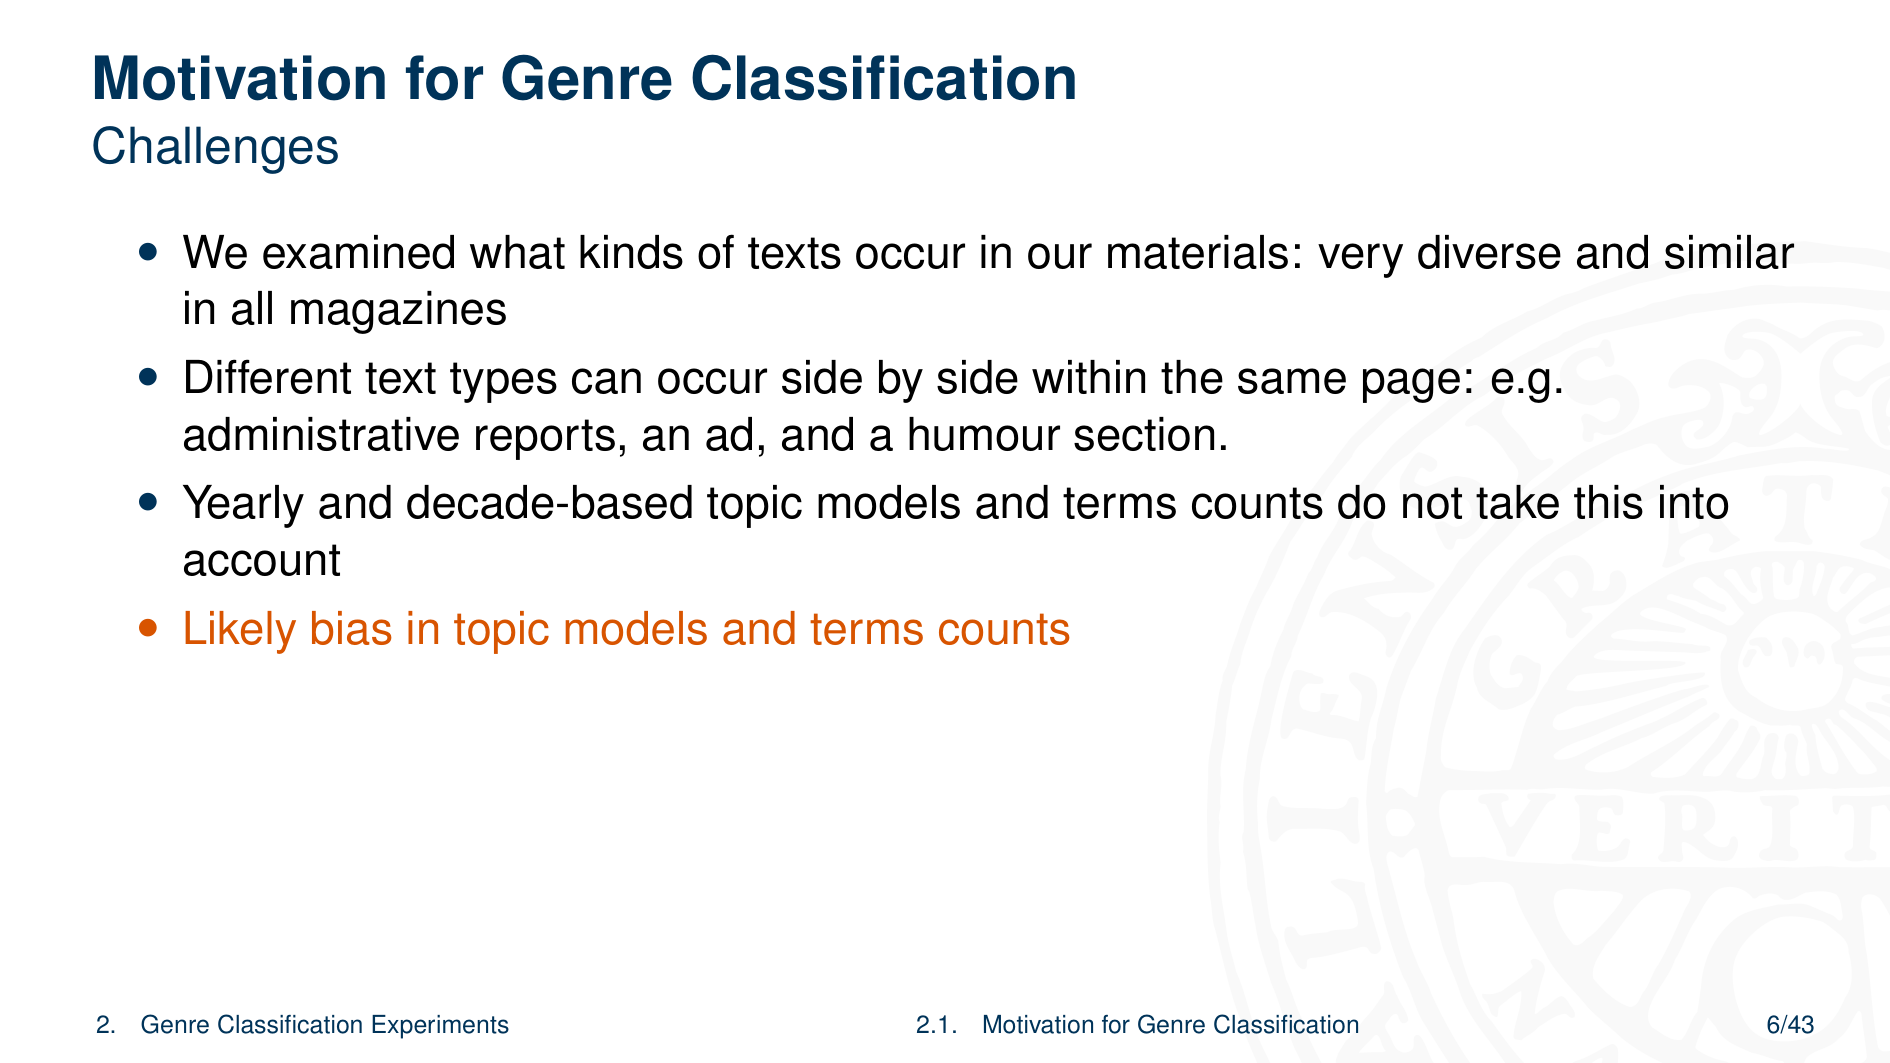 Motivation for Genre Classification
Challenges
• We examined what kinds of texts occur in our materials: very diverse and similar
in all magazines
• Different text types can occur side by side within the same page: e.g.
administrative reports, an ad, and a humour section.
• Yearly and decade-based topic models and terms counts do not take this into
account
• Likely bias in topic models and terms counts
2. Genre Classification Experiments
2.1. Motivation for Genre Classification
6/43